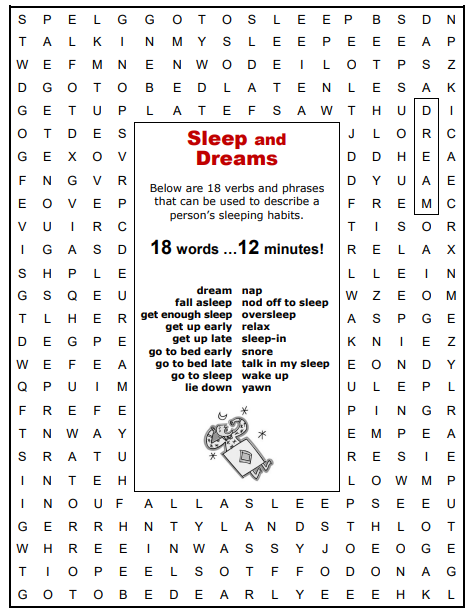 S P E L G G O T O S L E E P B S D N
T A L K I N M Y S L E E P E E E A P
W E F M N E N W O D E I L O T P S Z
D G O T O B E D L A T E N L E S A K
G E T U P L A T E F S A W T H U D I
O T D E S J L O R C
G E X O V D D H E A
F N G V R D Y U A E
E O V E P F R E M C
V U I R C T I S O R
I G A S D R E L A X
S H P L E L L E I N
G S Q E U W Z E O M
T L H E R A S P G E
D E G P E K N I E Z
W E F E A E O N D Y
Q P U I M U L E P L
F R E F E P I N G R
T N W A Y E M P E A
S R A T U R E S I E
I N T E H L O W M P
I N O U F A L L A S L E E P S E E U
G E R R H N T Y L A N D S T H L O T
W H R E E I N W A S S Y J O E O G E
T I O P E E L S O T F F O D O N A G
G O T O B E D E A R L Y E E E H K L
Sleep and
Dreams
Below are 18 verbs and phrases
that can be used to describe a
person's sleeping habits.
18 words ...12 minutes!
dream nap
fall asleep nod off to sleep
get enough sleep oversleep
get up early relax
get up late sleep-in
go to bed early snore
go to bed late talk in my sleep
go to sleep wake up
lie down yawn